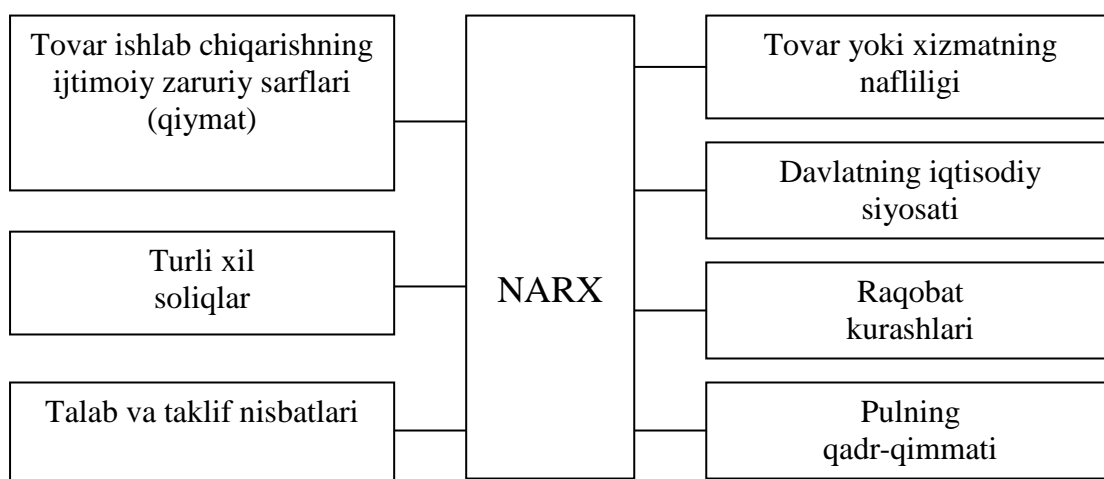 Tovar ishlab chiqarishning
ijtimoiy zaruriy sarflari
(qiymat)
Turli xil
soliqlar
Talab va taklif nisbatlari
NARX
Tovar yoki xizmatning
nafliligi
Davlatning iqtisodiy
siyosati
Raqobat
kurashlari
Pulning
qadr-qimmati